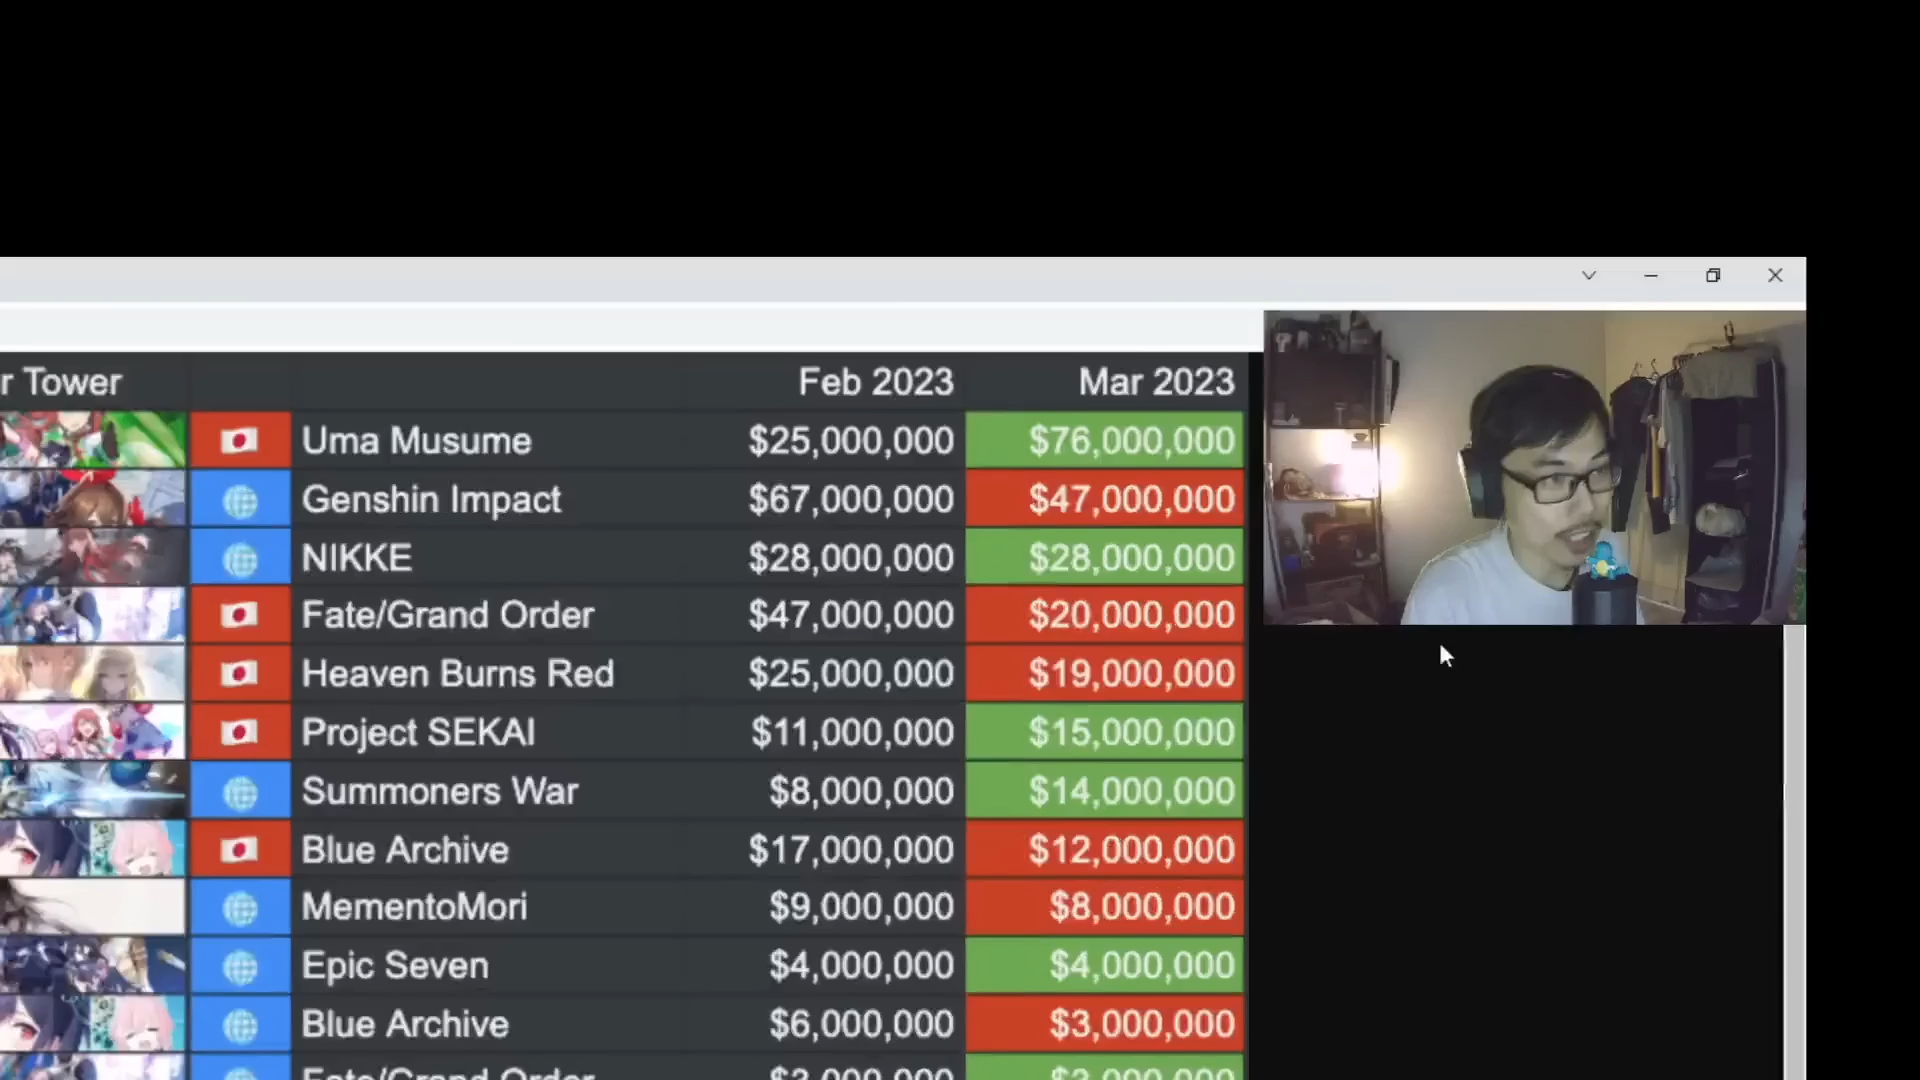 r Tower Feb 2023 Mar 2023
Uma Musume $25,000,000 $76,000,000
Genshin Impact $67,000,000 $47,000,000
NIKKE $28,000,000 $28,000,000
Fate/Grand Order $47,000,000 $20,000,000
Heaven Burns Red $25,000,000 $19,000,000
Project SEKAI $11,000,000 $15,000,000
Summoners War $8,000,000 $14,000,000
Blue Archive $17,000,000 $12,000,000
MementoMori $9,000,000 $8,000,000
Epic Seven $4,000,000 $4,000,000
Blue Archive $6,000,000 $3,000,000
Fate/Grand Order